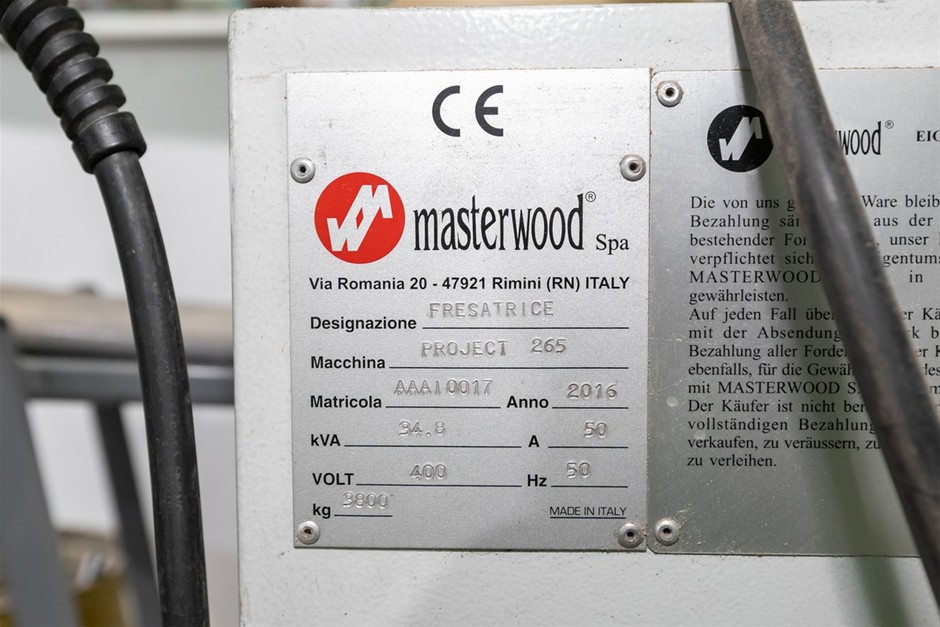 CE
masterwood® Spa
Via Romania 20 - 47921 Rimini (RN) ITALY
Designazione FRESATRICE
Macchina PROJECT 265
Matricola AAA10017 Anno 2016
kVA 34.8 A 50
VOLT 400 Hz 50
kg 3800
MADE IN ITALY
wood®
Die von uns Ware
Bezahlung aus der
bestehender unser
verpflichtet
MASTERWOOD in
gewährleisten.
Auf jeden Fall
mit der Absendung
Bezahlung aller
ebenfalls, für die
mit MASTERWOOD
Der Käufer ist nicht
vollständigen Bezahlung
verkaufen, zu veräussern,
zu verleihen.